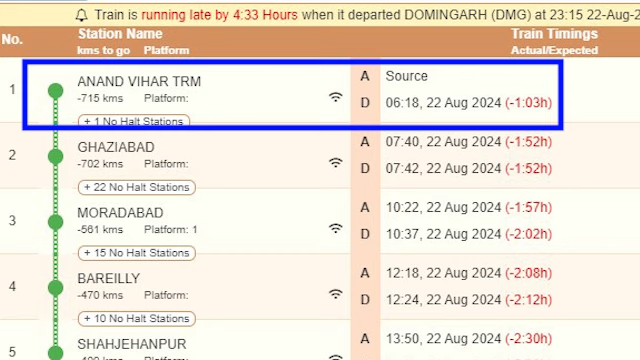 Train is running late by 4:33 Hours when it departed DOMINGARH (DMG) at 23:15 22-Aug-2
No. Station Name Train Timings
kms to go Platform Actual/Expected
1 ANAND VIHAR TRM A Source
-715 kms Platform: D 06:18, 22 Aug 2024 (-1:03h)
+ 1 No Halt Stations
2 GHAZIABAD A 07:40, 22 Aug 2024 (-1:52h)
-702 kms Platform: D 07:42, 22 Aug 2024 (-1:52h)
+ 22 No Halt Stations
3 MORADABAD A 10:22, 22 Aug 2024 (-1:57h)
-561 kms Platform: 1 D 10:37, 22 Aug 2024 (-2:02h)
+ 15 No Halt Stations
4 BAREILLY A 12:18, 22 Aug 2024 (-2:08h)
-470 kms Platform: D 12:24, 22 Aug 2024 (-2:12h)
+ 10 No Halt Stations
5 SHAHJEHANPUR A 13:50, 22 Aug 2024 (-2:30h)